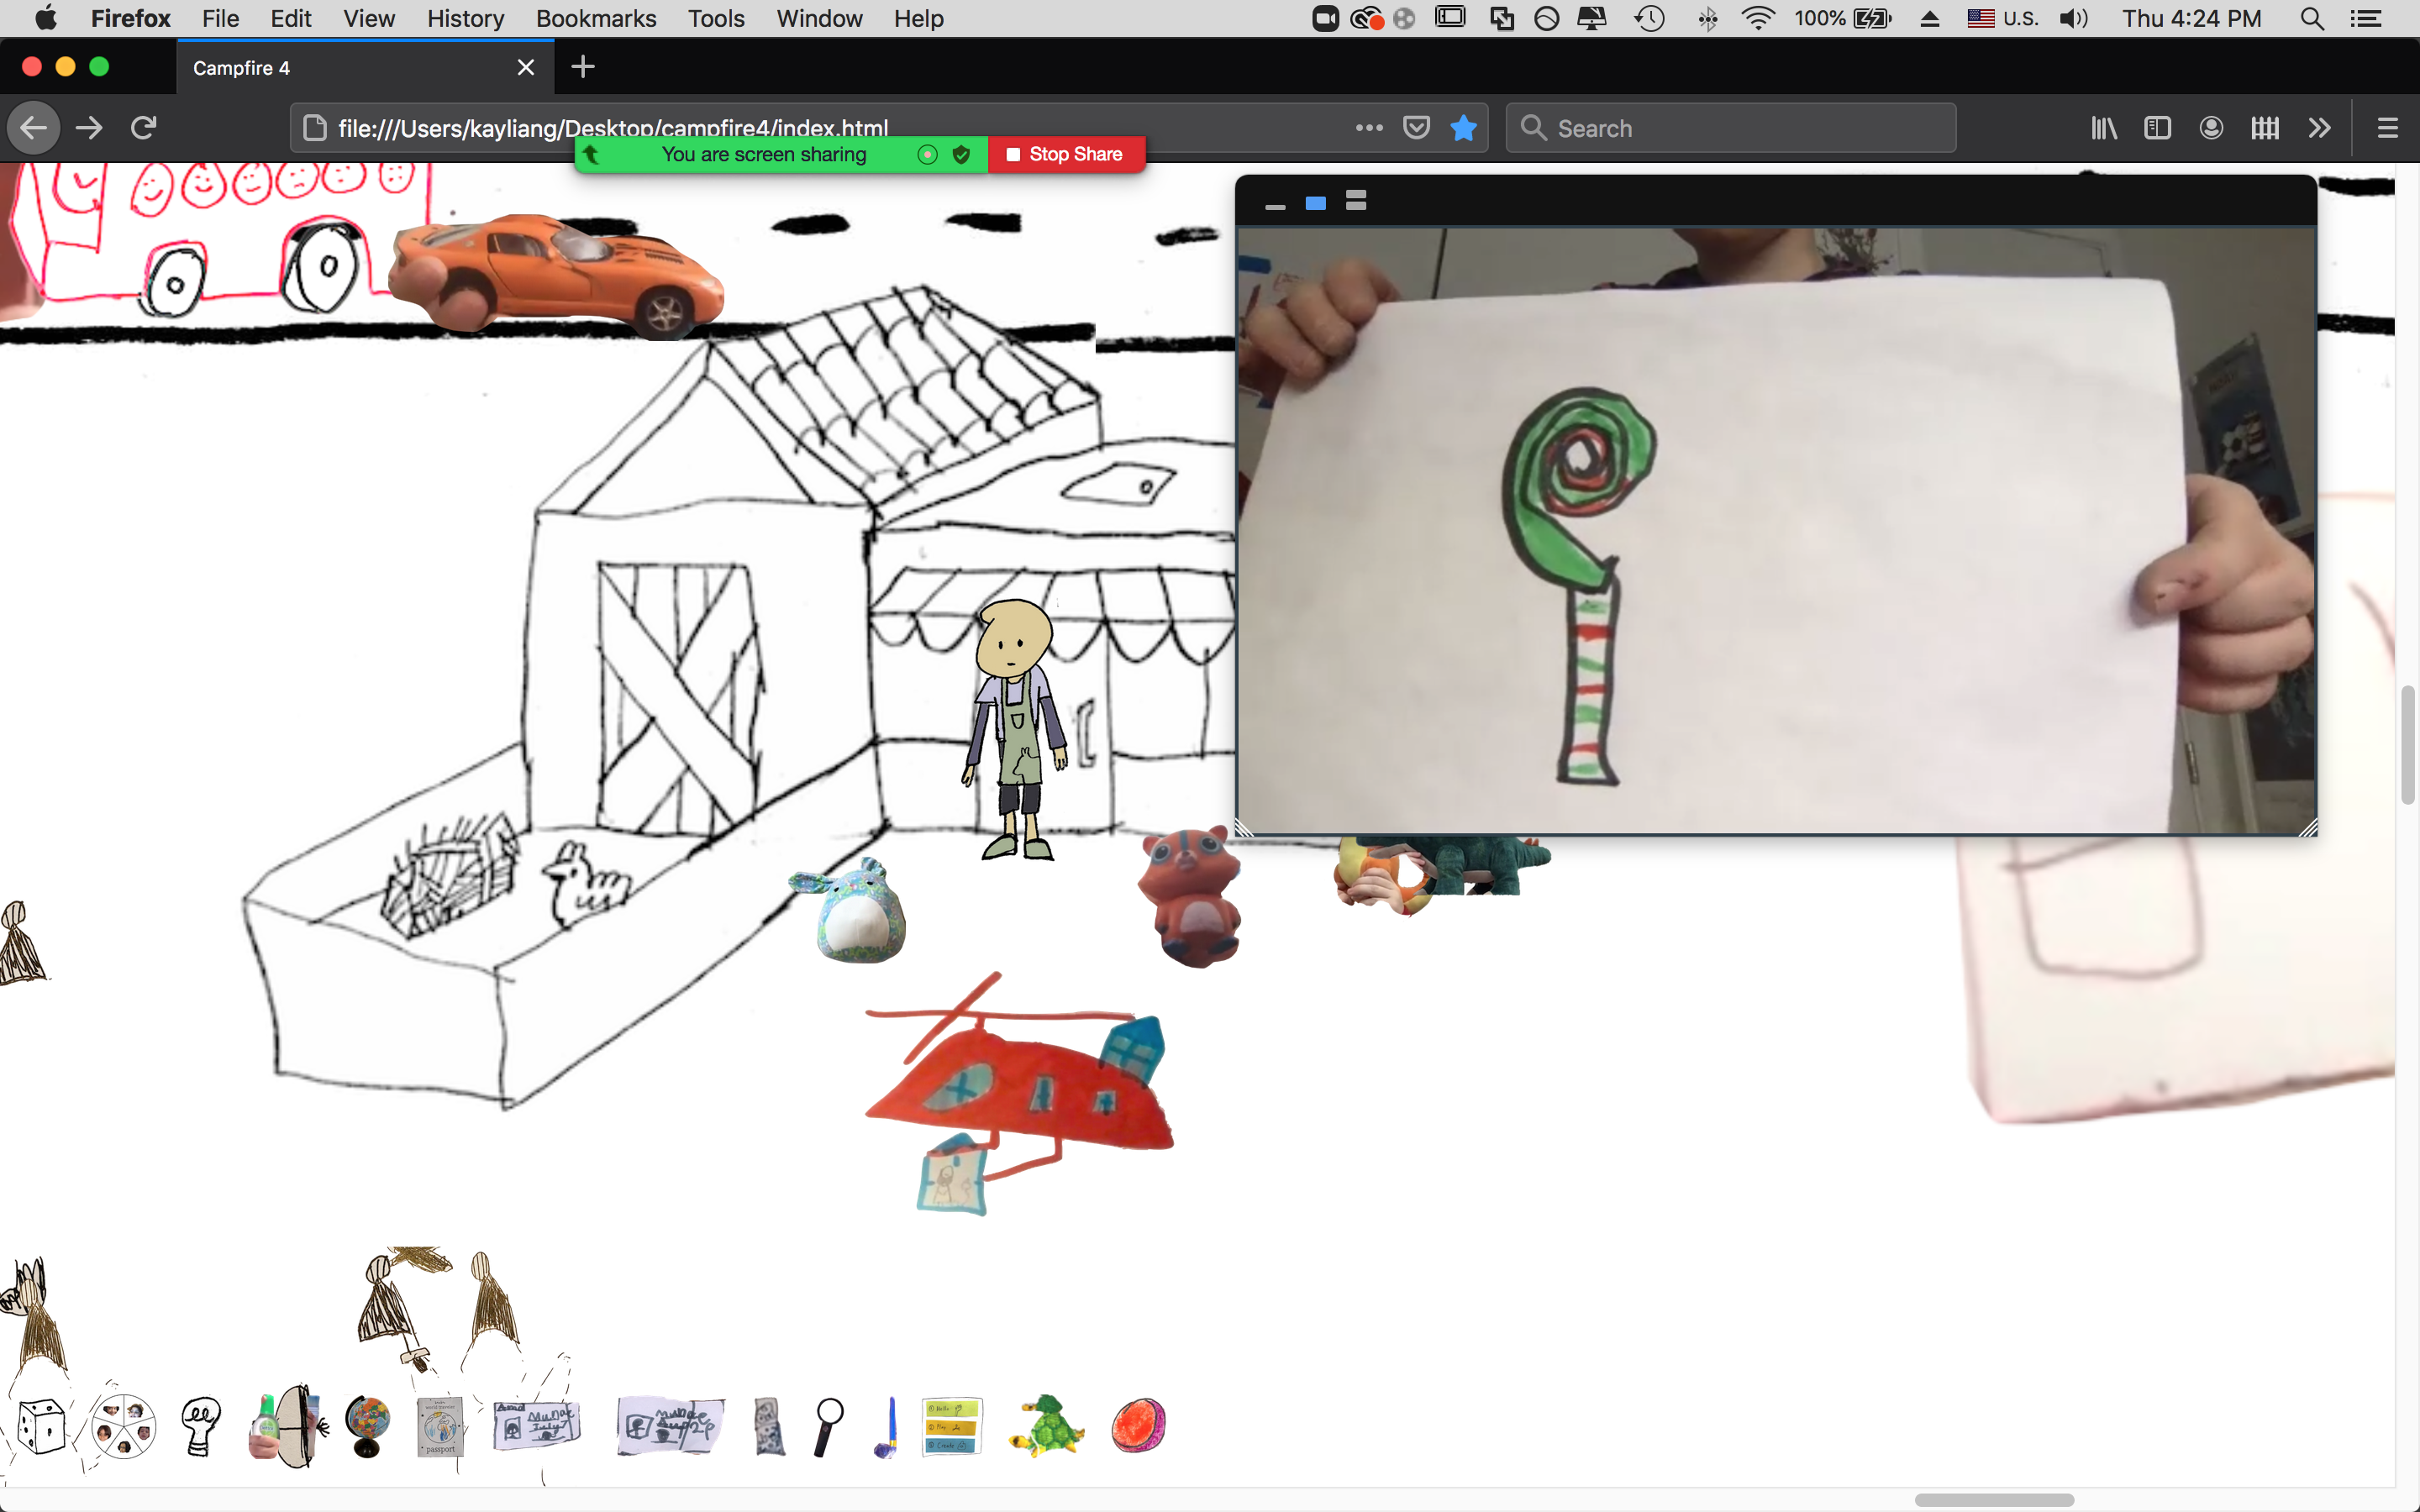 Firefox File Edit View History Bookmarks Tools Window Help 100% U.S. Thu 4:24 PM
Campfire 4
file:///Users/kayliang/Desktop/campfire4/index.html
Search
You are screen sharing Stop Share
passport